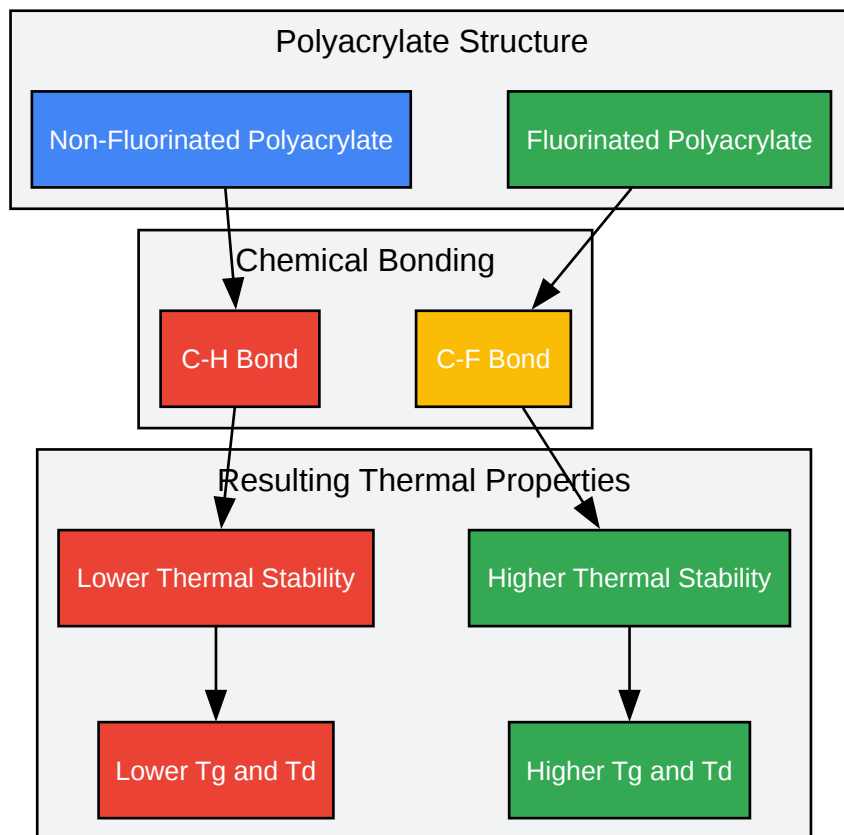 Polyacrylate Structure
Non-Fluorinated Polyacrylate
Fluorinated Polyacrylate
Chemical Bonding
C-H Bond
C-F Bond
Resulting Thermal Properties
Lower Thermal Stability
Higher Thermal Stability
Lower Tg and Td
Higher Tg and Td